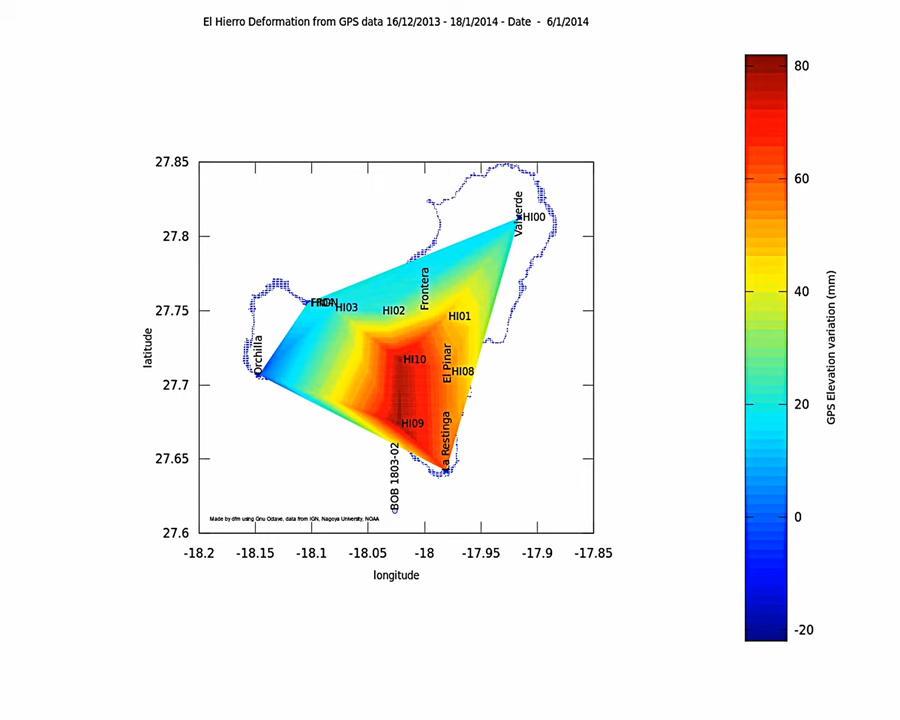 El Hierro Deformation from GPS data 16/12/2013 - 18/1/2014 - Date - 6/1/2014
80
60
40
20
0
-20
GPS Elevation variation (mm)
27.85
27.8
27.75
27.7
27.65
27.6
latitude
Valverde
HI00
Frontera
HI03
HI02
HI01
Orchilla
HI10
El Pinar
HI08
HI09
La Restinga
BOB 1803-02
Made by dfm using Gnu Octave, data from IGN, Nagoya University, NOAA
-18.2
-18.15
-18.1
-18.05
-18
-17.95
-17.9
-17.85
longitude